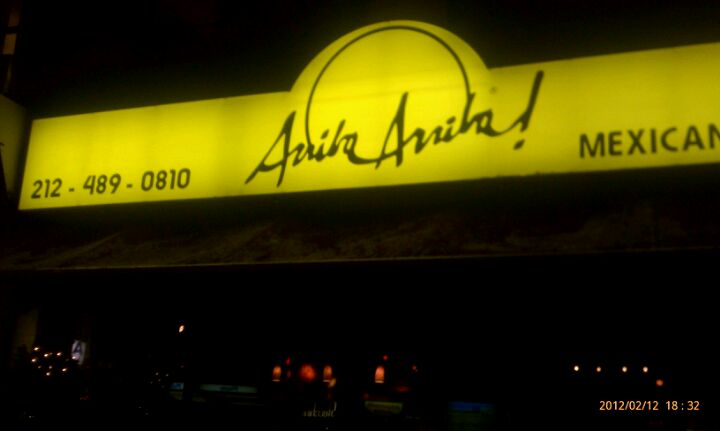 Arriba Arriba!
212 - 489 - 0810
MEXICAN
A
2012/02/12 18:32